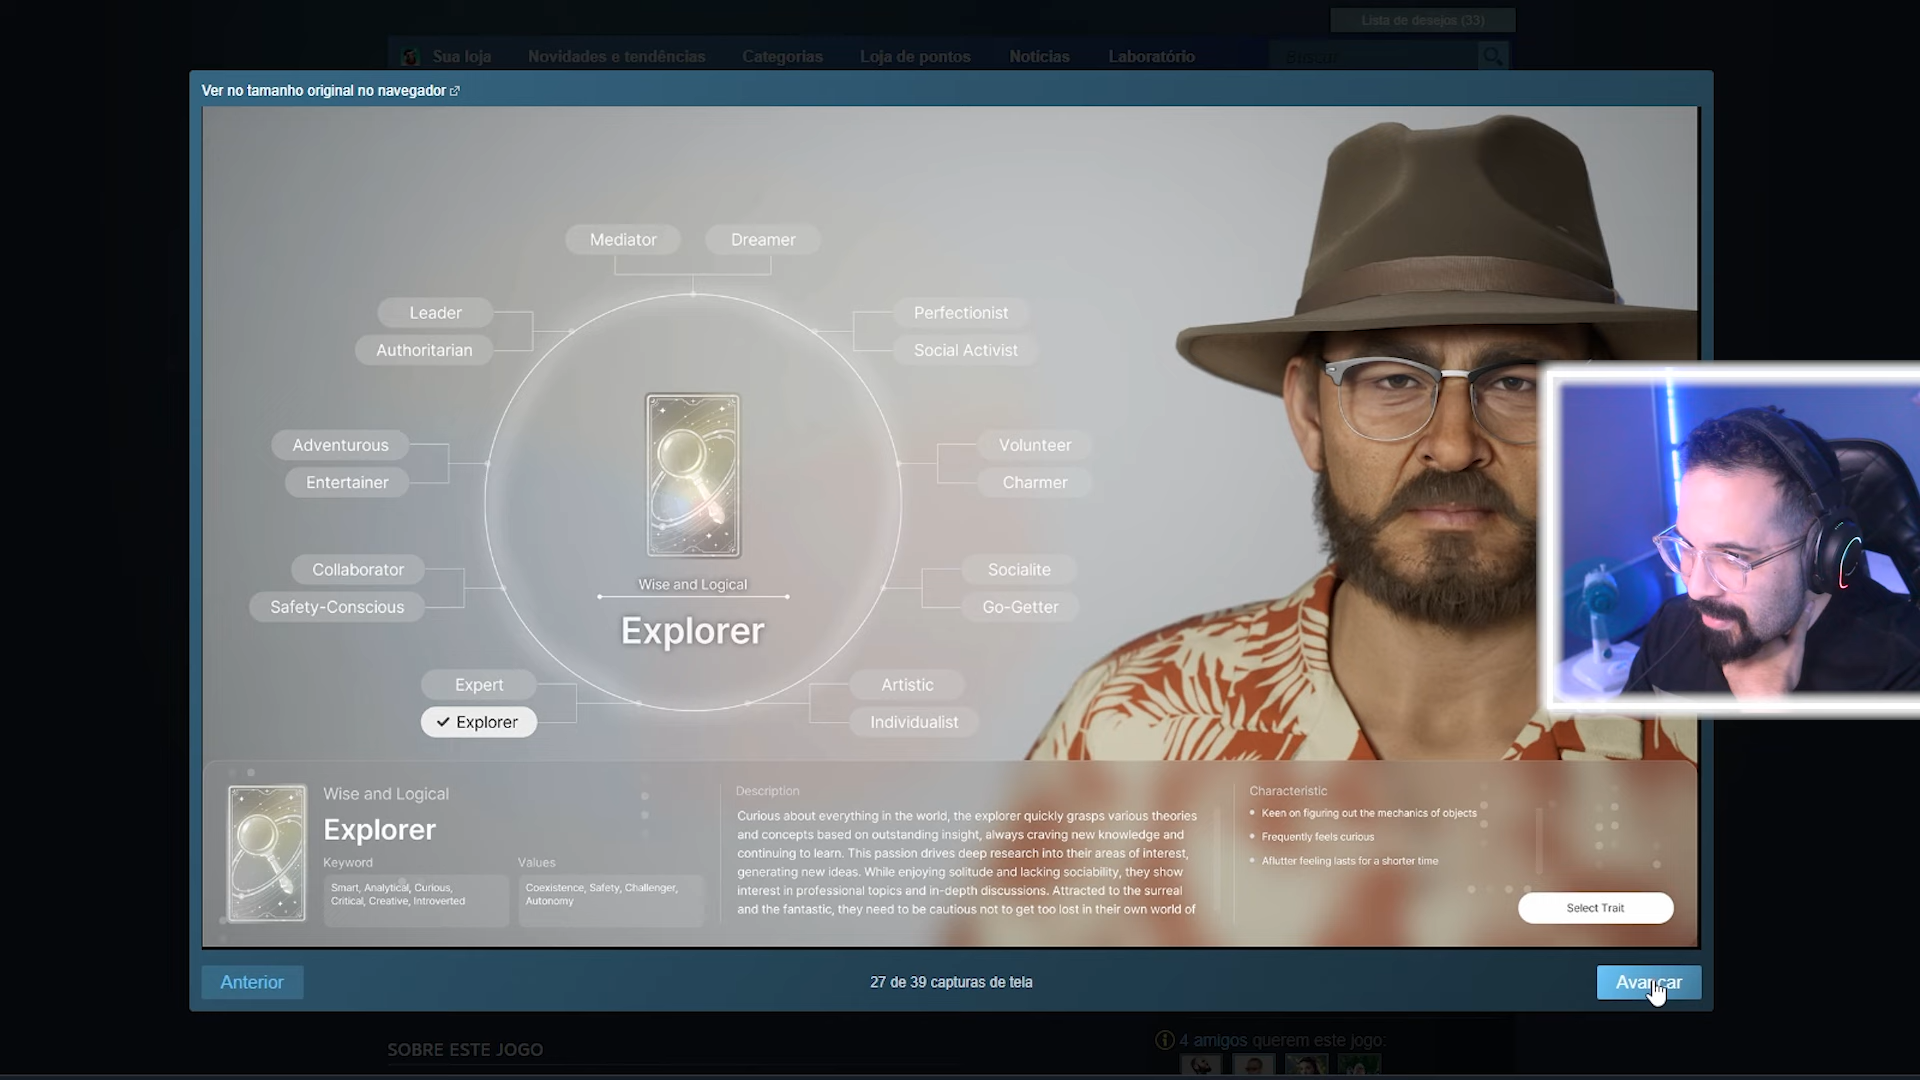 Lista de desejos (33)
Sua loja
Novidades e tendências
Categorias
Loja de pontos
Notícias
Laboratório
Buscar
Ver no tamanho original no navegador
Mediator
Dreamer
Leader
Authoritarian
Perfectionist
Social Activist
Adventurous
Entertainer
Volunteer
Charmer
Collaborator
Safety-Conscious
Socialite
Go-Getter
Wise and Logical
Explorer
Expert
Explorer
Artistic
Individualist
Wise and Logical
Explorer
Keyword
Smart, Analytical, Curious,
Critical, Creative, Introverted
Values
Coexistence, Safety, Challenger,
Autonomy
Description
Curious about everything in the world, the explorer quickly grasps various theories
and concepts based on outstanding insight, always craving new knowledge and
continuing to learn. This passion drives deep research into their areas of interest,
generating new ideas. While enjoying solitude and lacking sociability, they show
interest in professional topics and in-depth discussions. Attracted to the surreal
and the fantastic, they need to be cautious not to get too lost in their own world of
Characteristic
Keen on figuring out the mechanics of objects
Frequently feels curious
Aflutter feeling lasts for a shorter time
Select Trait
Anterior
27 de 39 capturas de tela
Avançar
SOBRE ESTE JOGO
4 amigos querem este jogo: